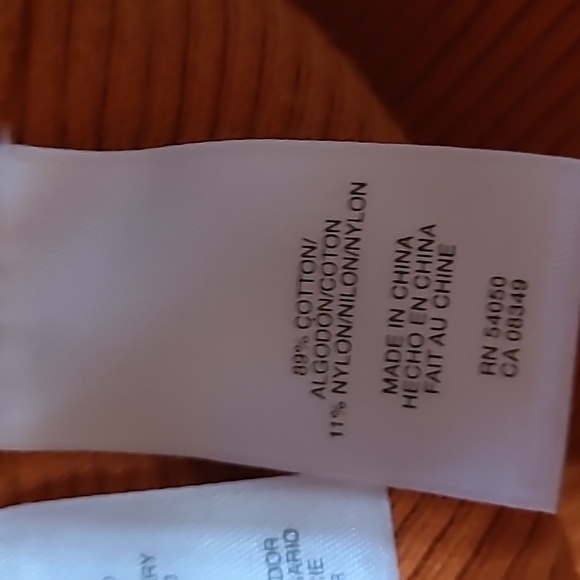 89% COTTON/
ALGODON/COTON
11% NYLON/NILON/NYLON
MADE IN CHINA
HECHO EN CHINA
FAIT AU CHINE
RN 54050
CA 08349